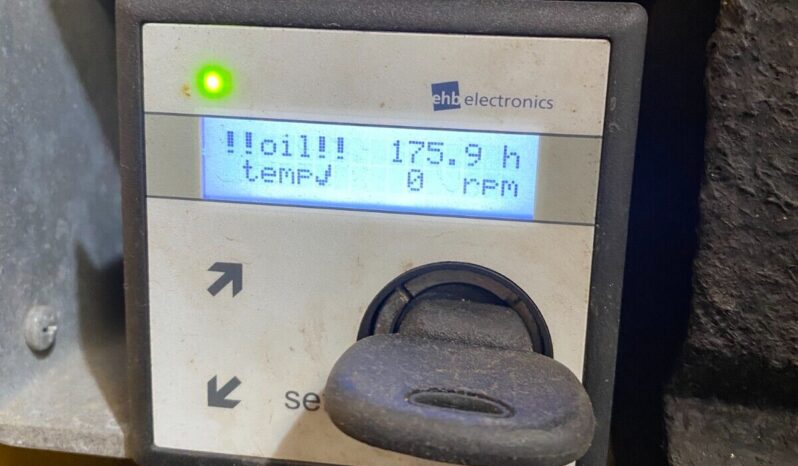 ehb electronics
!!oil!! 175.9 h
temp✓ 0 rpm
se